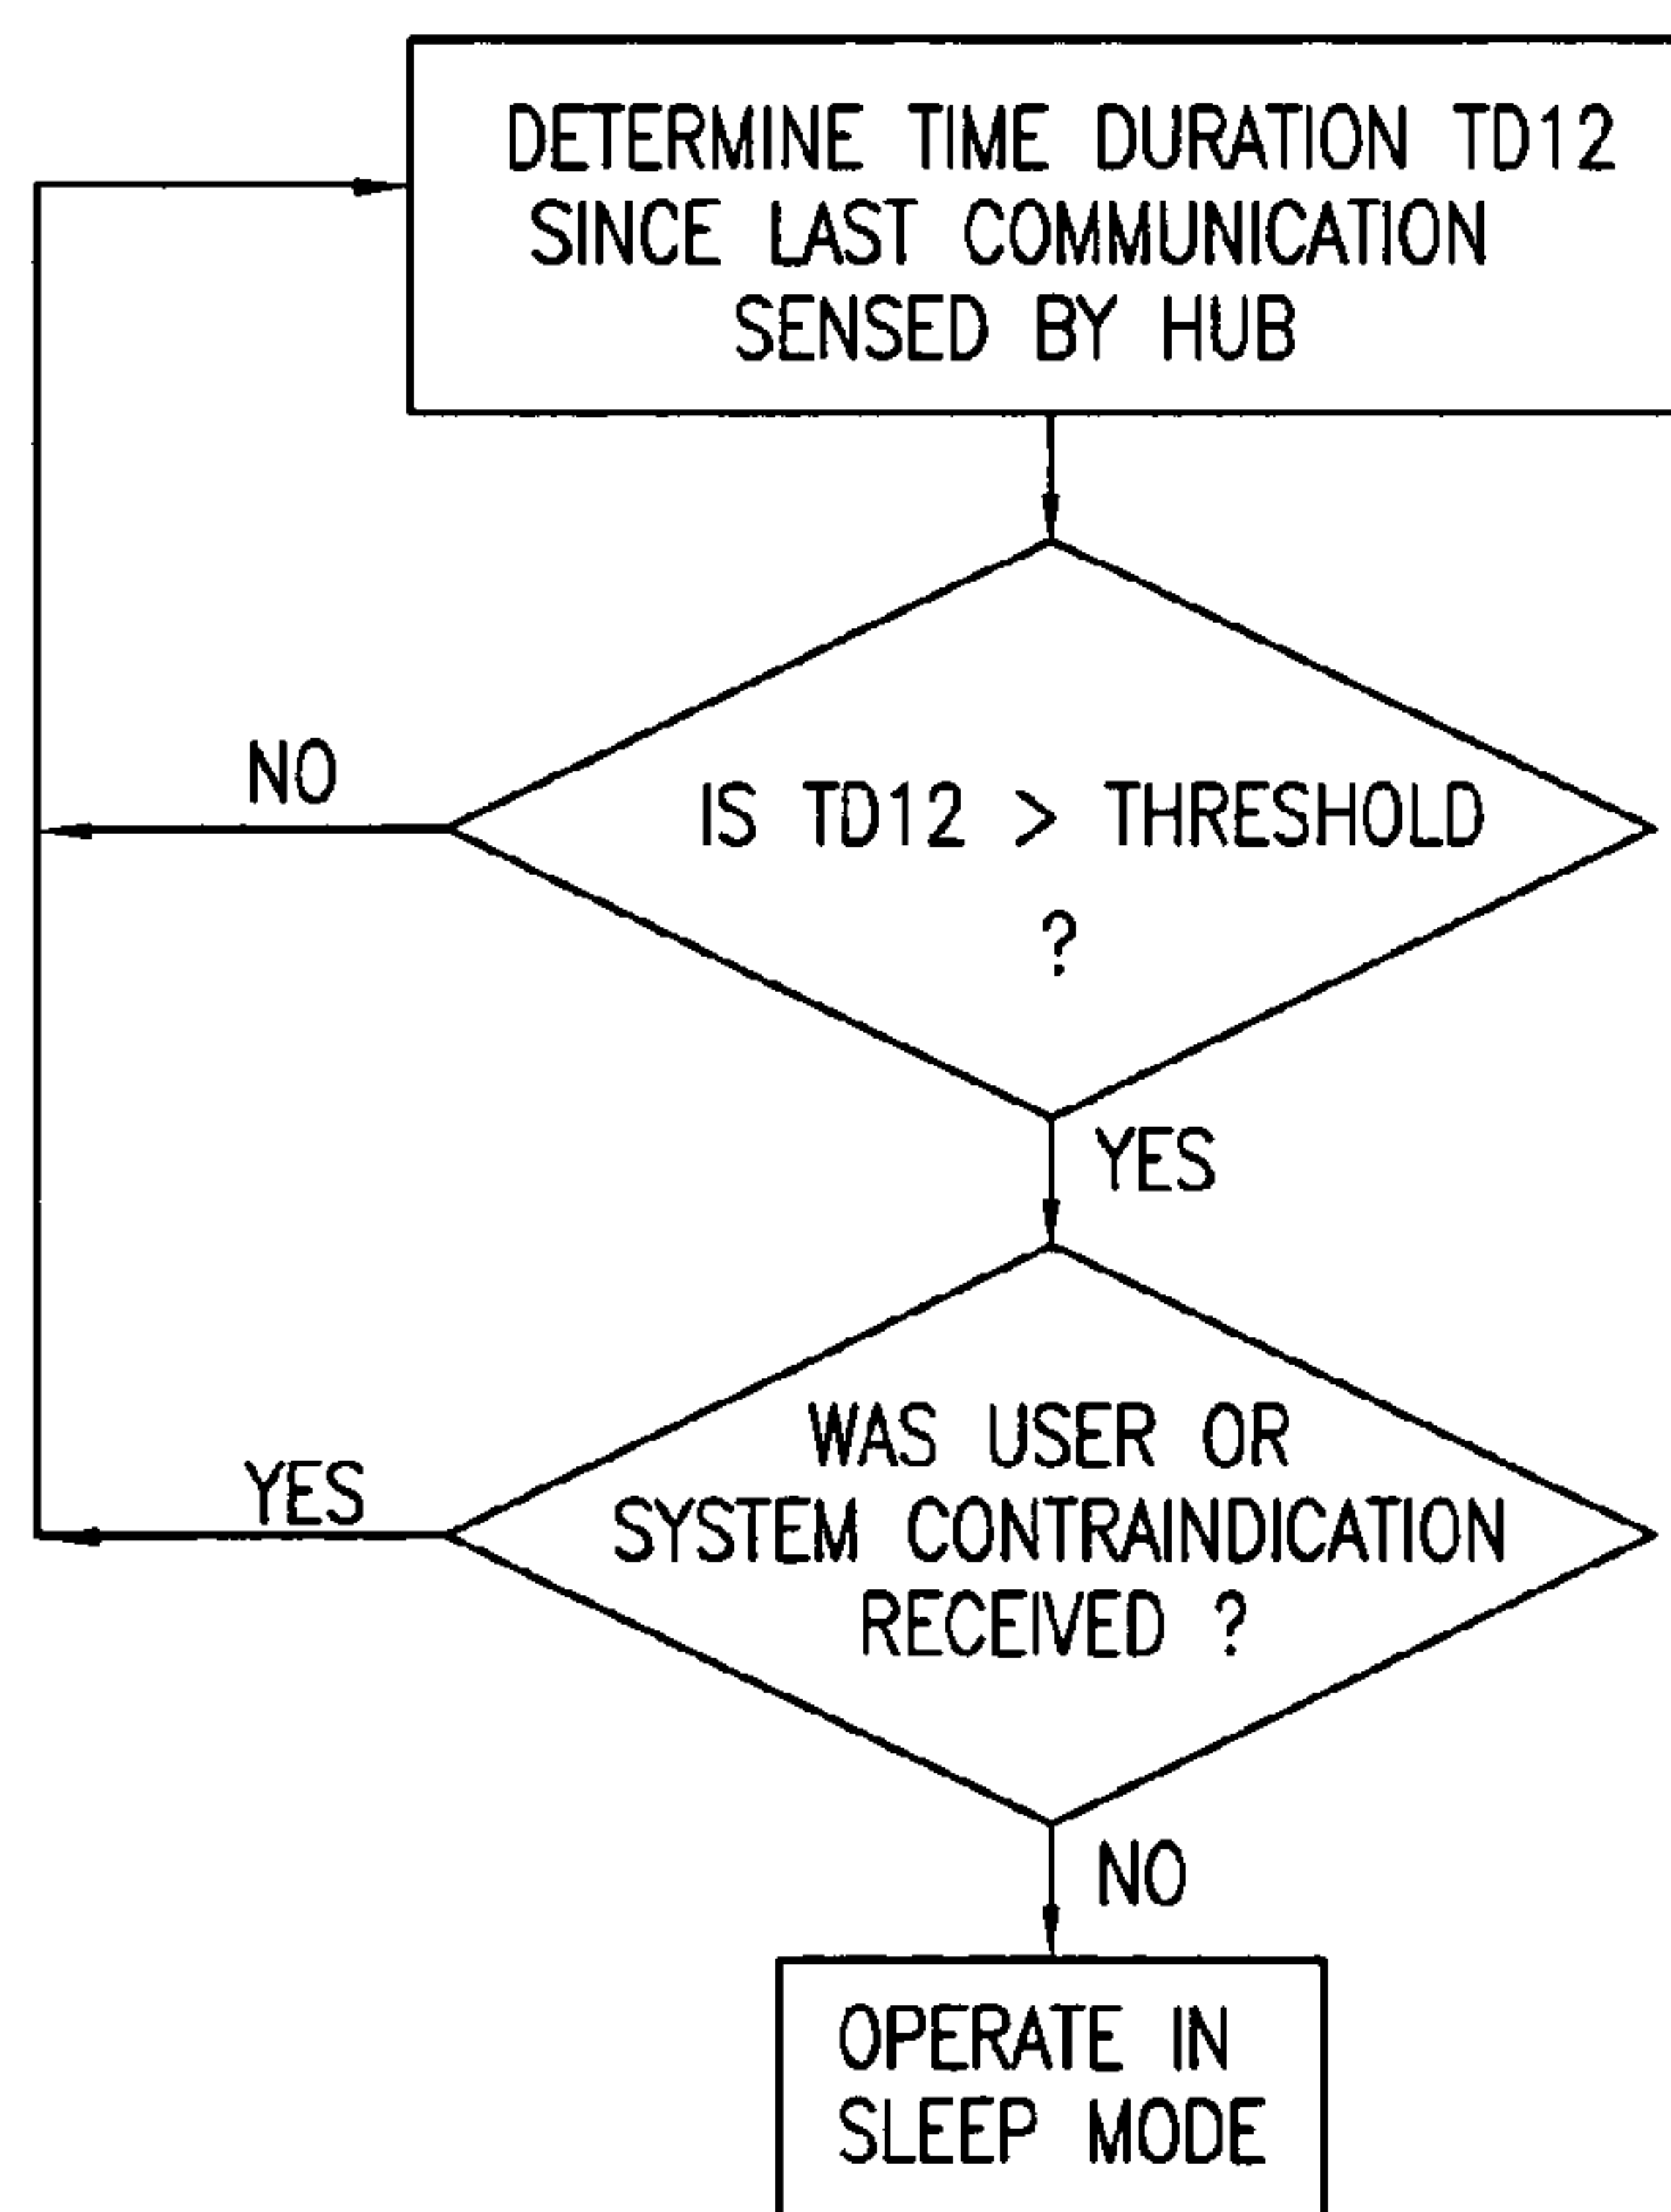 DETERMINE TIME DURATION TD12
SINCE LAST COMMUNICATION
SENSED BY HUB
NO
IS TD12 > THRESHOLD
?
YES
WAS USER OR
SYSTEM CONTRAINDICATION
RECEIVED ?
YES
NO
OPERATE IN
SLEEP MODE